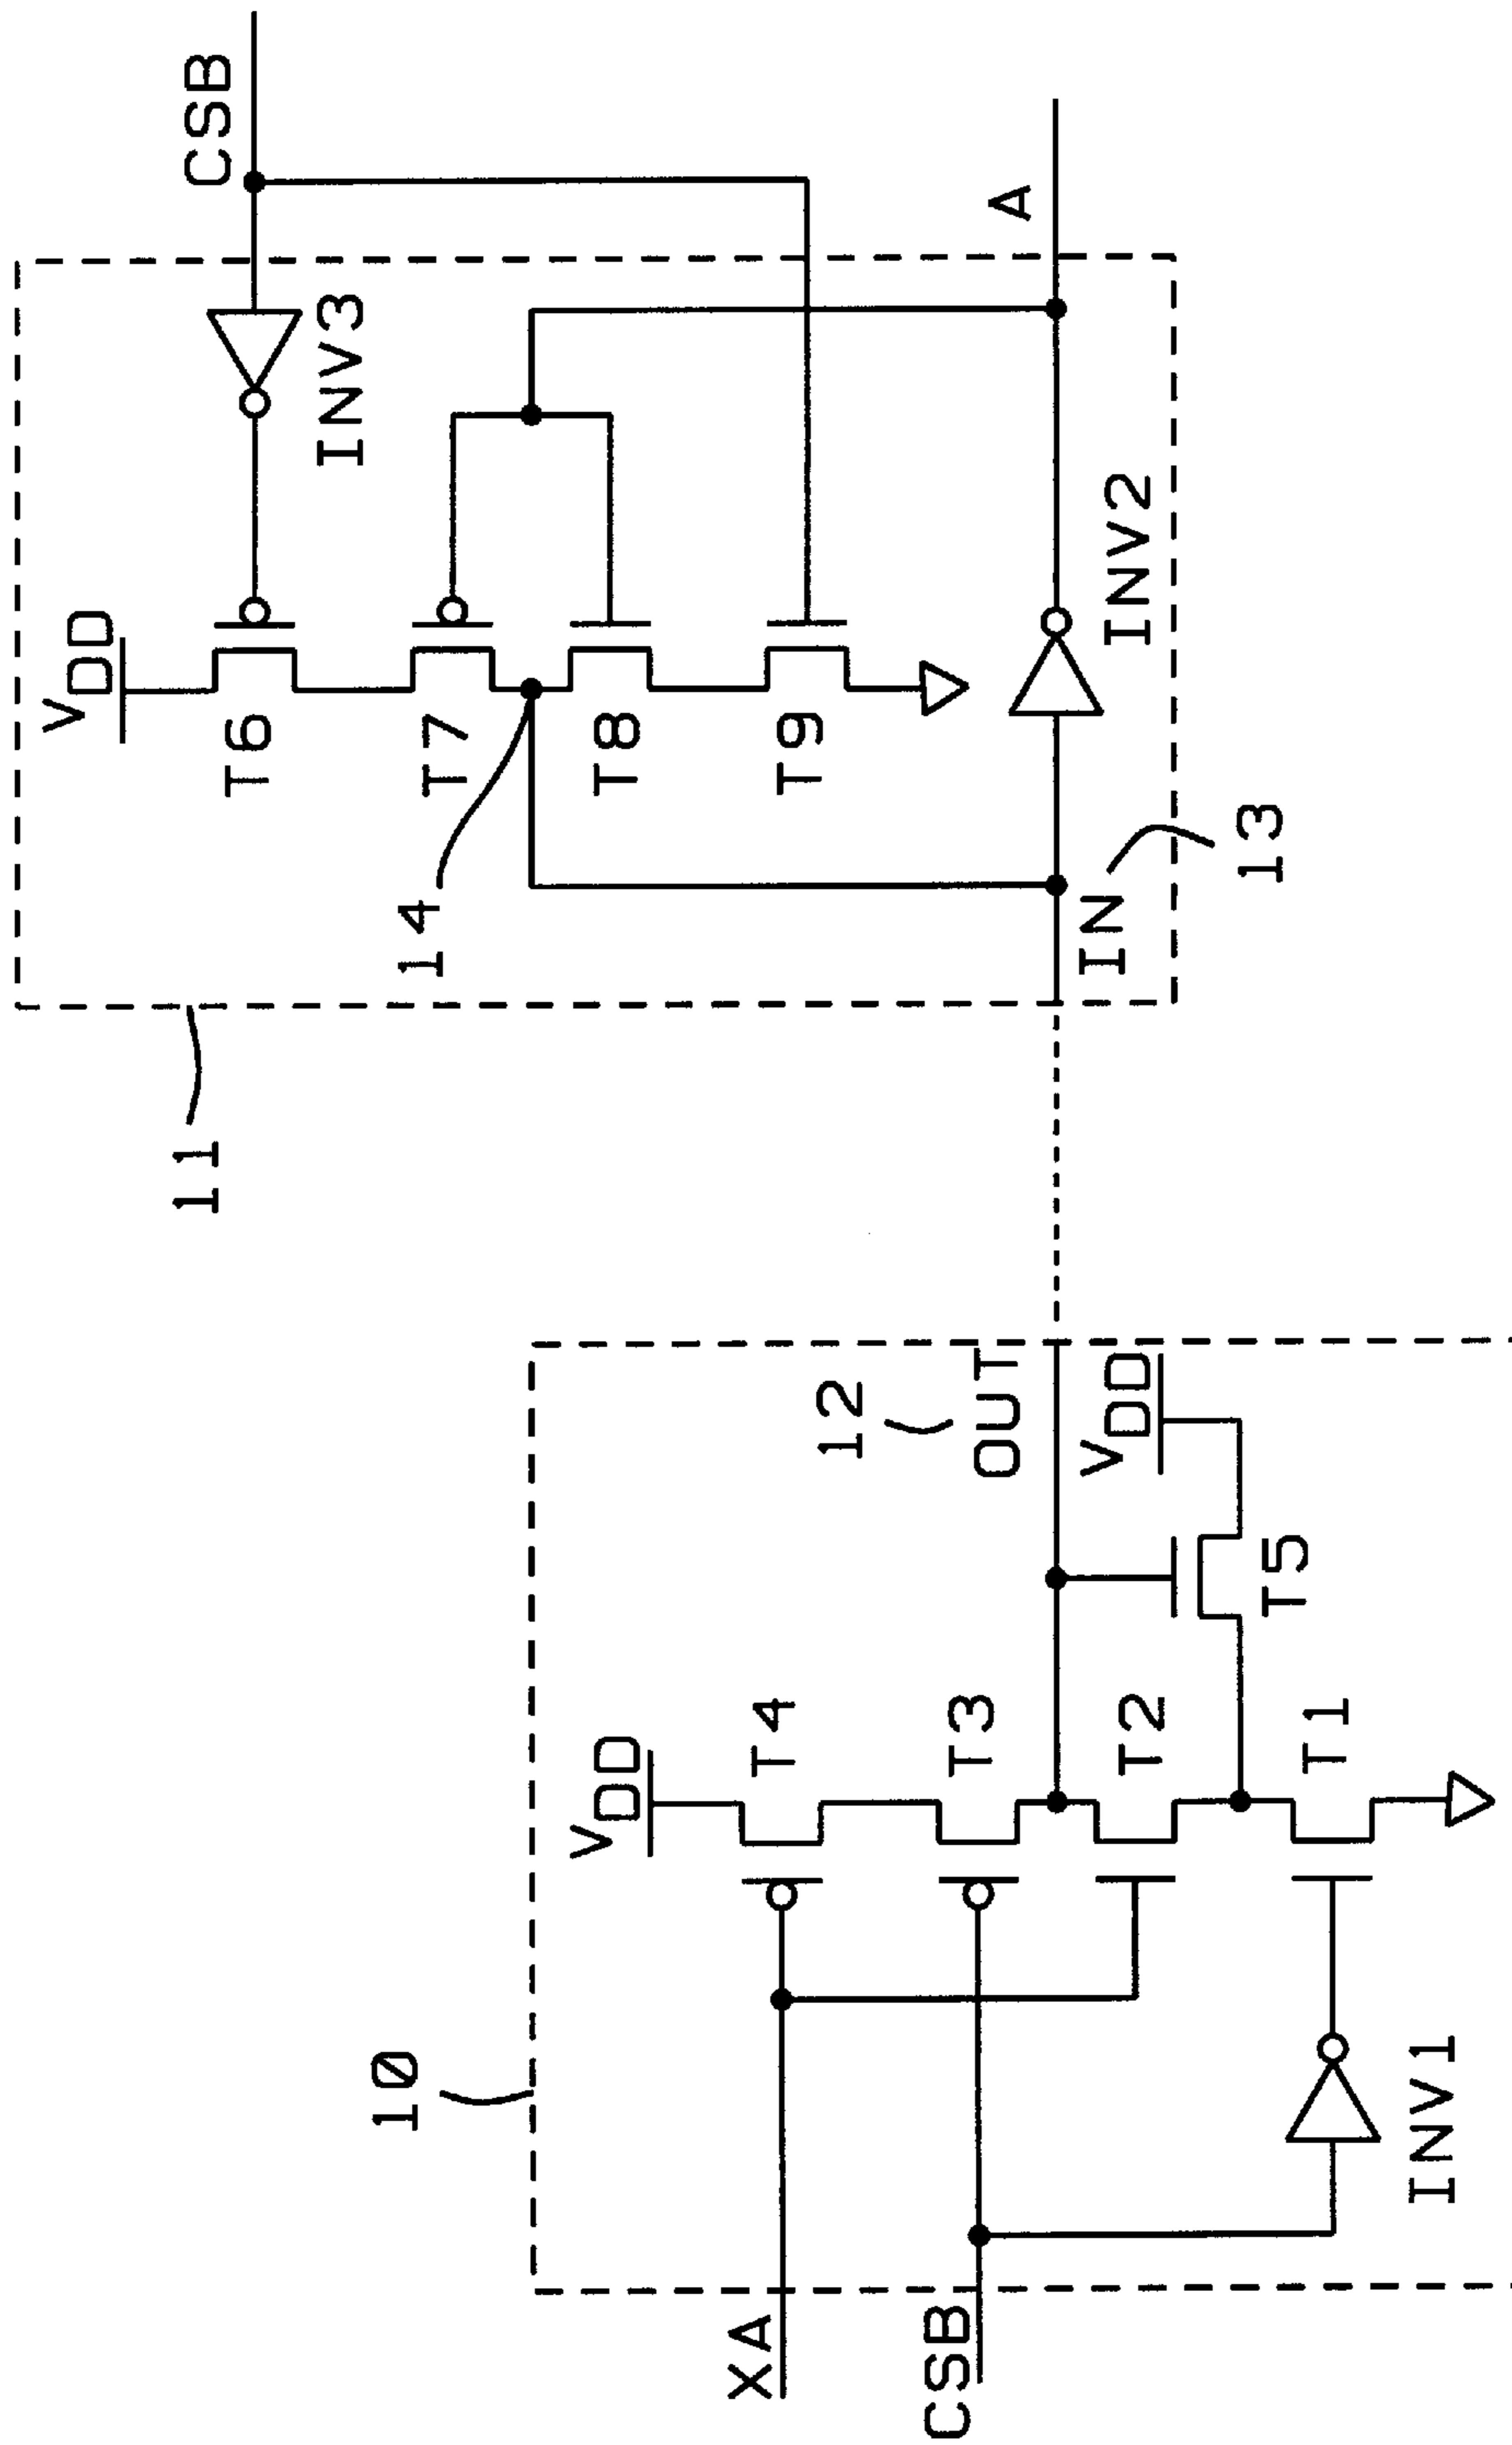 10
XA
CSB
INV1
VDD
T4
T3
T2
T1
T5
VDD
12
OUT
11
14
IN
13
VDD
T6
T7
T8
T9
INV2
INV3
CSB
A